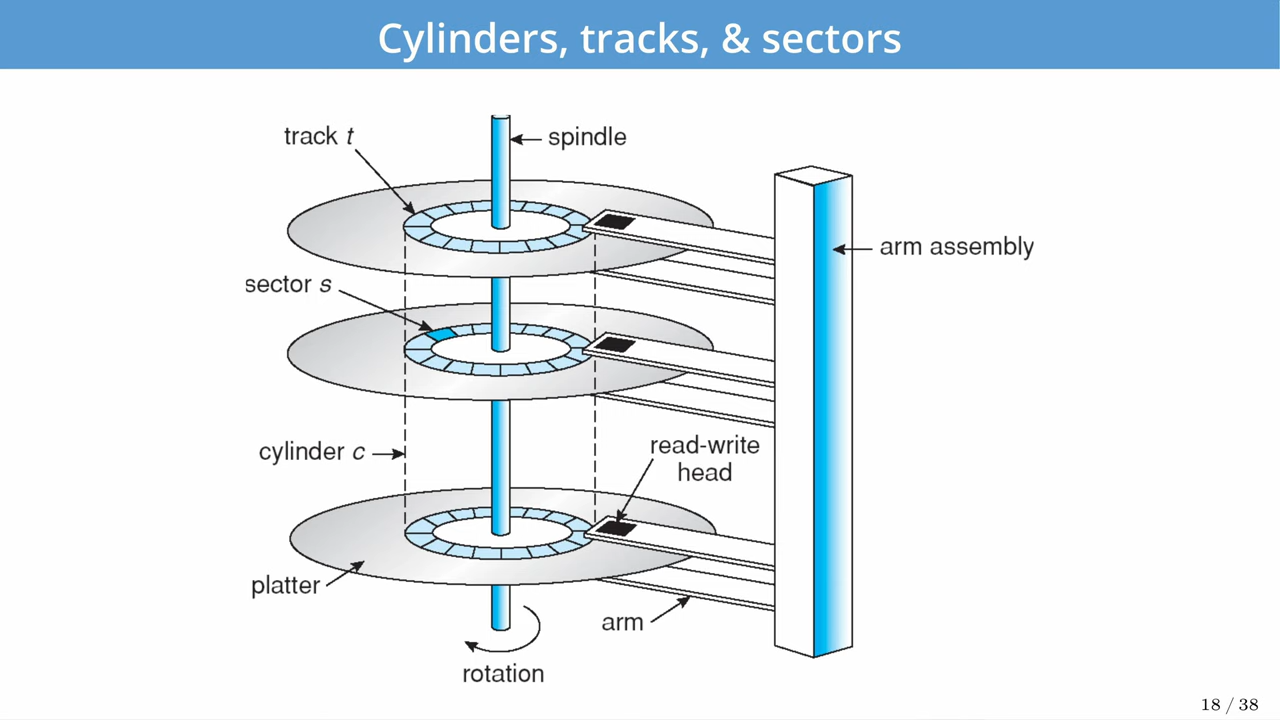 Cylinders, tracks, & sectors
track t
spindle
arm assembly
sector s
cylinder c
read-write
head
platter
arm
rotation
18 / 38